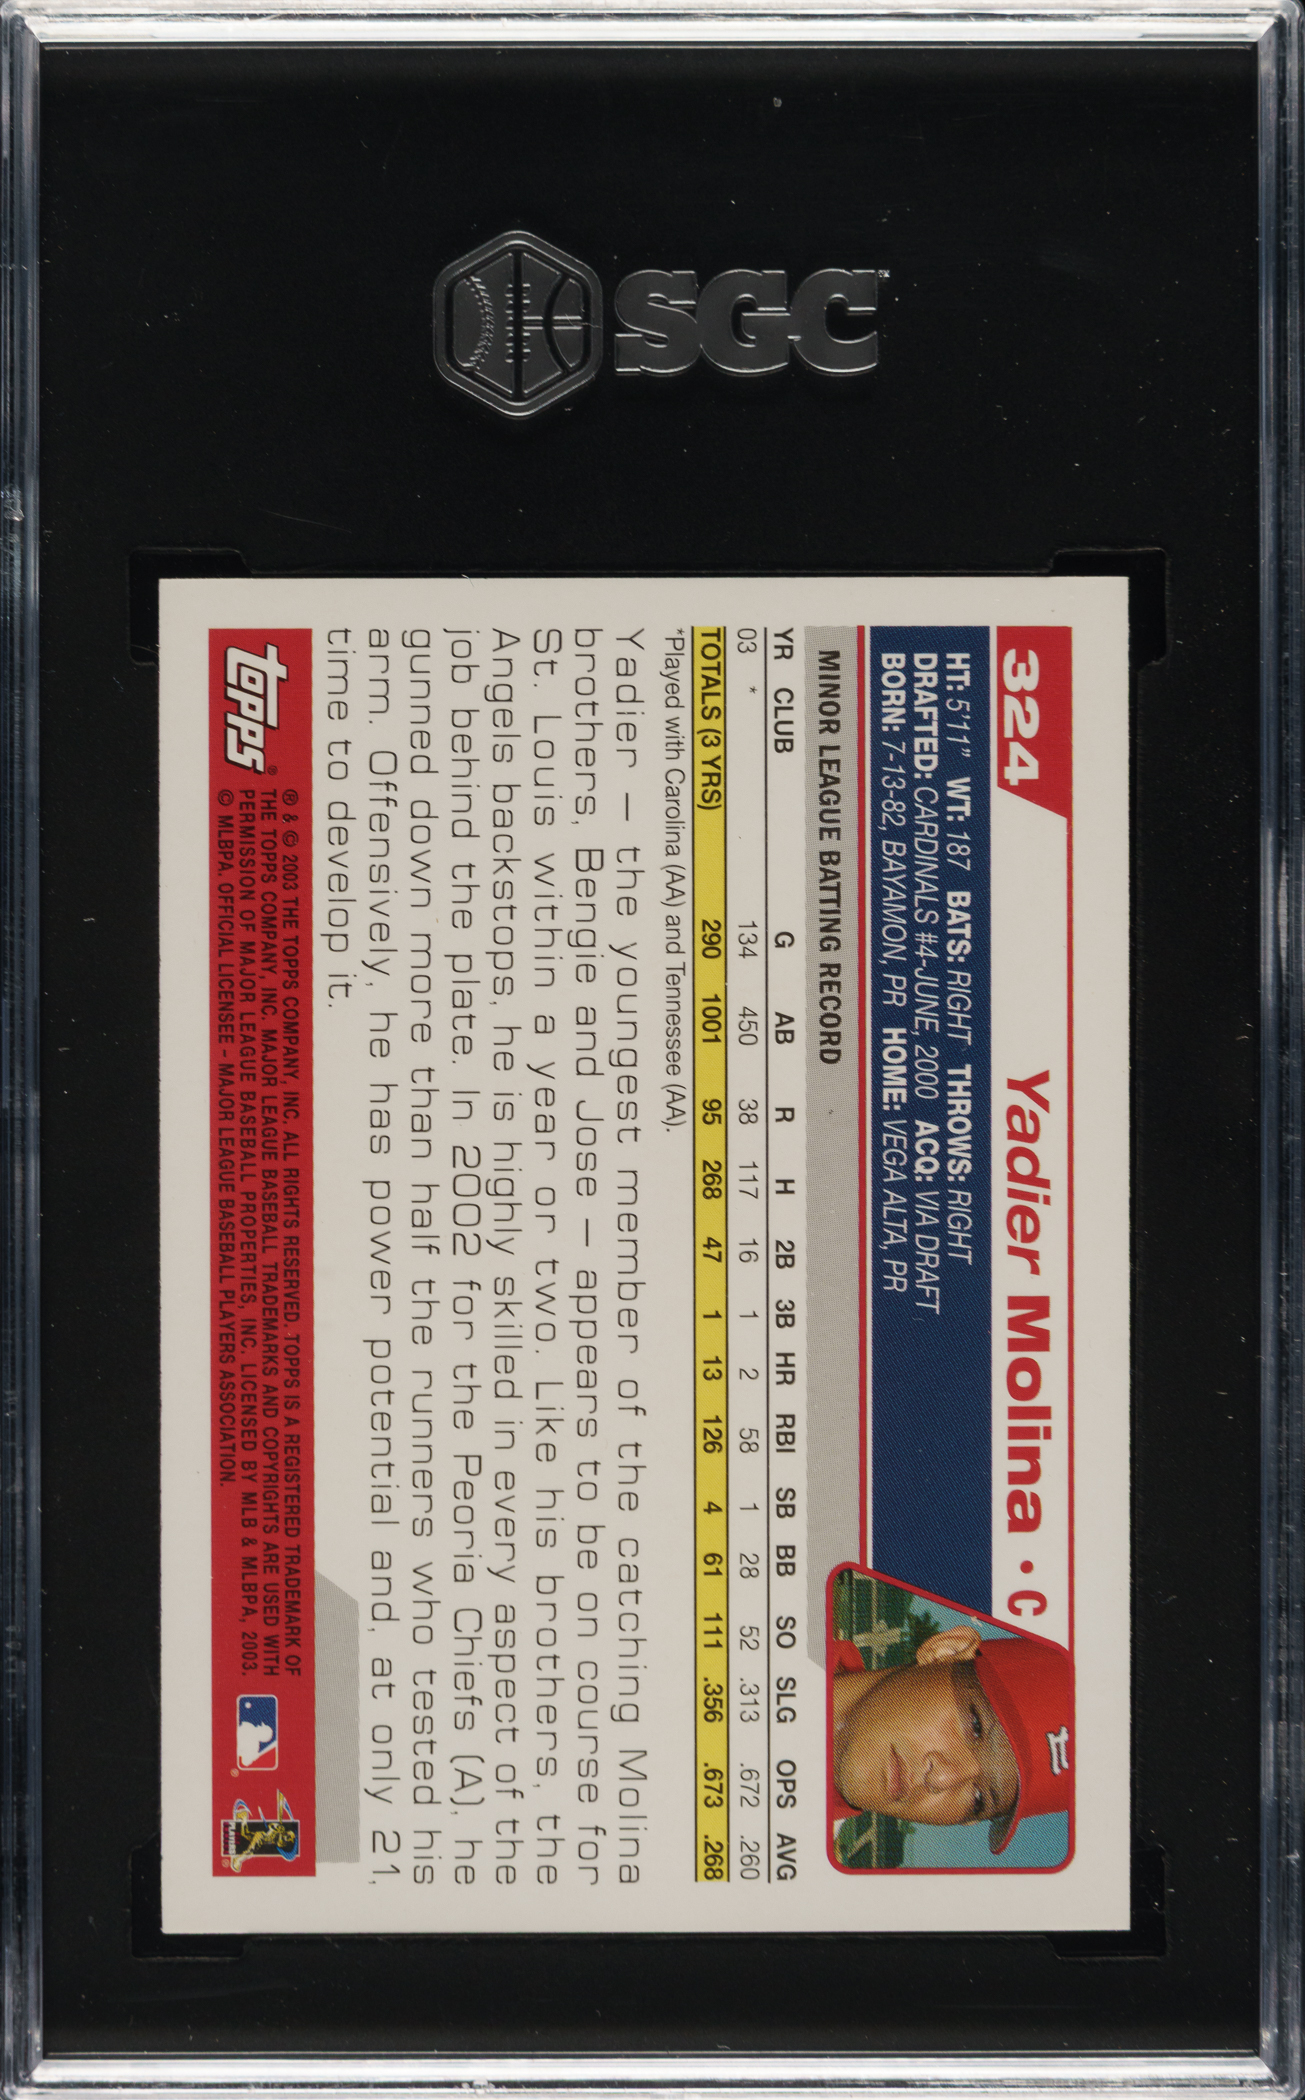 SGC™
324
Yadier Molina • C
HT: 5'11" WT: 187 BATS: RIGHT THROWS: RIGHT
DRAFTED: CARDINALS #4-JUNE, 2000 ACQ: VIA DRAFT
BORN: 7-13-82, BAYAMON, PR HOME: VEGA ALTA, PR
MINOR LEAGUE BATTING RECORD
YR CLUB G AB R H 2B 3B HR RBI SB BB SO SLG OPS AVG
03 * 134 450 38 117 16 1 2 58 1 28 52 .313 .672 .260
TOTALS (3 YRS) 290 1001 95 268 47 1 13 126 4 61 111 .356 .673 .268
*Played with Carolina (AA) and Tennessee (AA).
Yadier – the youngest member of the catching Molina
brothers, Bengie and Jose – appears to be on course for
St. Louis within a year or two. Like his brothers, the
Angels backstops, he is highly skilled in every aspect of the
job behind the plate. In 2002 for the Peoria Chiefs (A), he
gunned down more than half the runners who tested his
arm. Offensively, he has power potential and, at only 21,
time to develop it.
topps®
® & © 2003 THE TOPPS COMPANY, INC. ALL RIGHTS RESERVED. TOPPS IS A REGISTERED TRADEMARK OF
THE TOPPS COMPANY, INC. MAJOR LEAGUE BASEBALL TRADEMARKS AND COPYRIGHTS ARE USED WITH
PERMISSION OF MAJOR LEAGUE BASEBALL PROPERTIES, INC. LICENSED BY MLB & MLBPA, 2003.
© MLBPA. OFFICIAL LICENSEE - MAJOR LEAGUE BASEBALL PLAYERS ASSOCIATION.